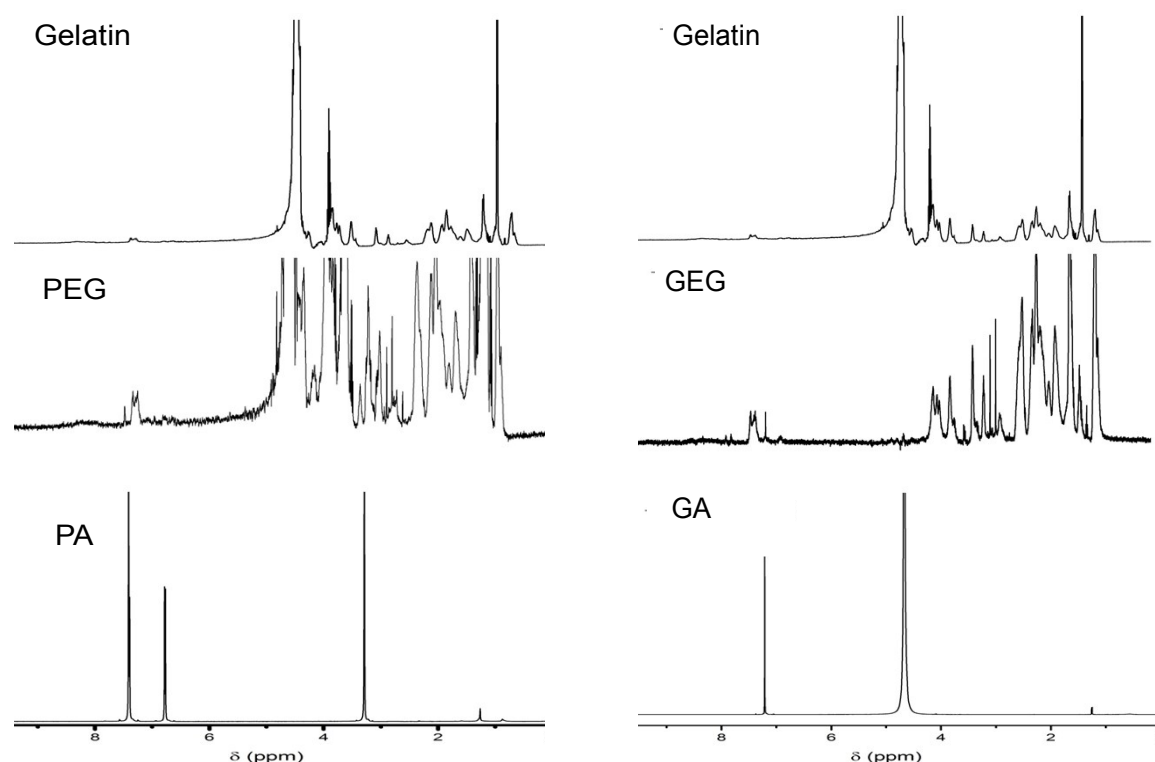 Gelatin
PEG
PA
8 6 4 2
δ (ppm)
Gelatin
GEG
GA
8 6 4 2
δ (ppm)